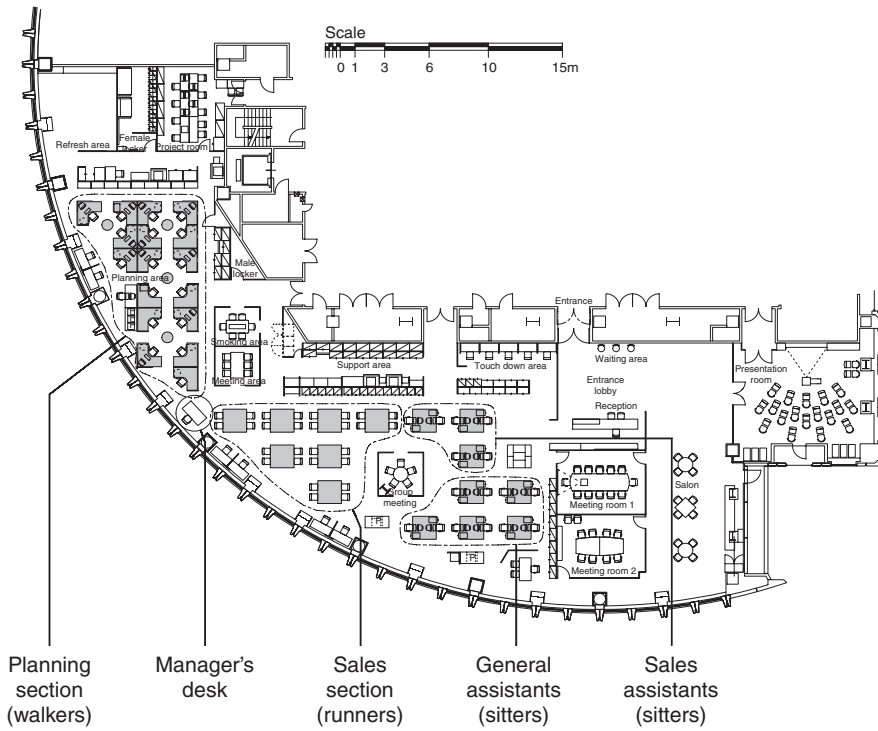 Scale
0 1 3 6 10 15m
Refresh area
Female
locker
Project room
Planning area
Male
locker
Smoking area
Meeting area
Support area
Entrance
Touch down area
Waiting area
Entrance
lobby
Reception
Presentation
room
Group
meeting
Meeting room 1
Salon
Meeting room 2
Planning
section
(walkers)
Manager's
desk
Sales
section
(runners)
General
assistants
(sitters)
Sales
assistants
(sitters)